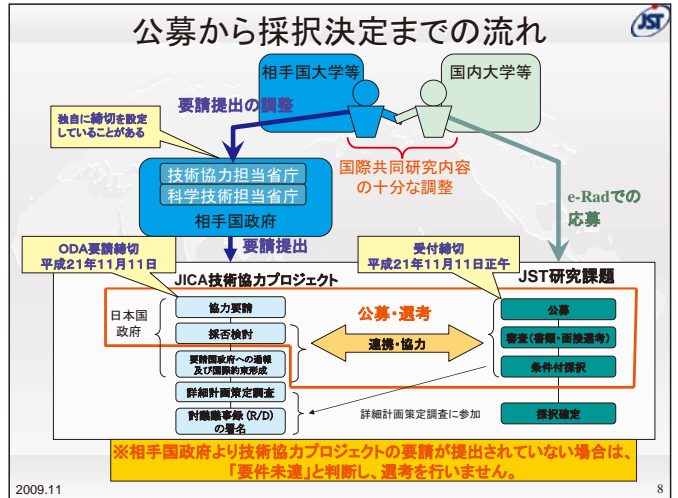 公募から採択決定までの流れ
JST
相手国大学等
国内大学等
要請提出の調整
独自に締切を設定
していることがある
技術協力担当省庁
科学技術担当省庁
相手国政府
国際共同研究内容
の十分な調整
e-Radでの
応募
要請提出
ODA要請締切
平成21年11月11日
受付締切
平成21年11月11日正午
JICA技術協力プロジェクト
JST研究課題
日本国
政府
協力要請
採否検討
要請国政府への通報
及び国際約束形成
詳細計画策定調査
討議議事録(R/D)
の署名
公募・選考
連携・協力
公募
審査(書類・面接選考)
条件付採択
採択確定
詳細計画策定調査に参加
※相手国政府より技術協力プロジェクトの要請が提出されていない場合は、
「要件未達」と判断し、選考を行いません。
2009.11
8